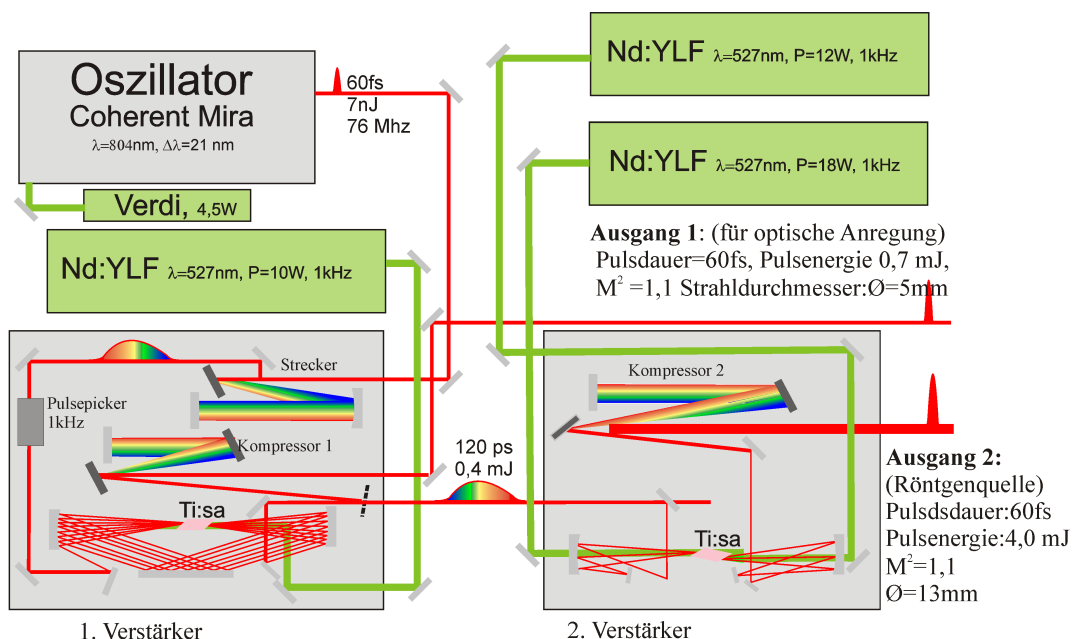 Oszillator
Coherent Mira
λ=804nm, Δλ=21 nm
60fs
7nJ
76 Mhz
Verdi, 4,5W
Nd:YLF λ=527nm, P=10W, 1kHz
Nd:YLF λ=527nm, P=12W, 1kHz
Nd:YLF λ=527nm, P=18W, 1kHz
Ausgang 1: (für optische Anregung)
Pulsdauer=60fs, Pulsenergie 0,7 mJ,
M² =1,1 Strahldurchmesser:Ø=5mm
Strecker
Pulsepicker
1kHz
Kompressor 1
Ti:sa
120 ps
0,4 mJ
Kompressor 2
Ti:sa
Ausgang 2:
(Röntgenquelle)
Pulsdsdauer:60fs
Pulsenergie:4,0 mJ
M²=1,1
Ø=13mm
1. Verstärker
2. Verstärker